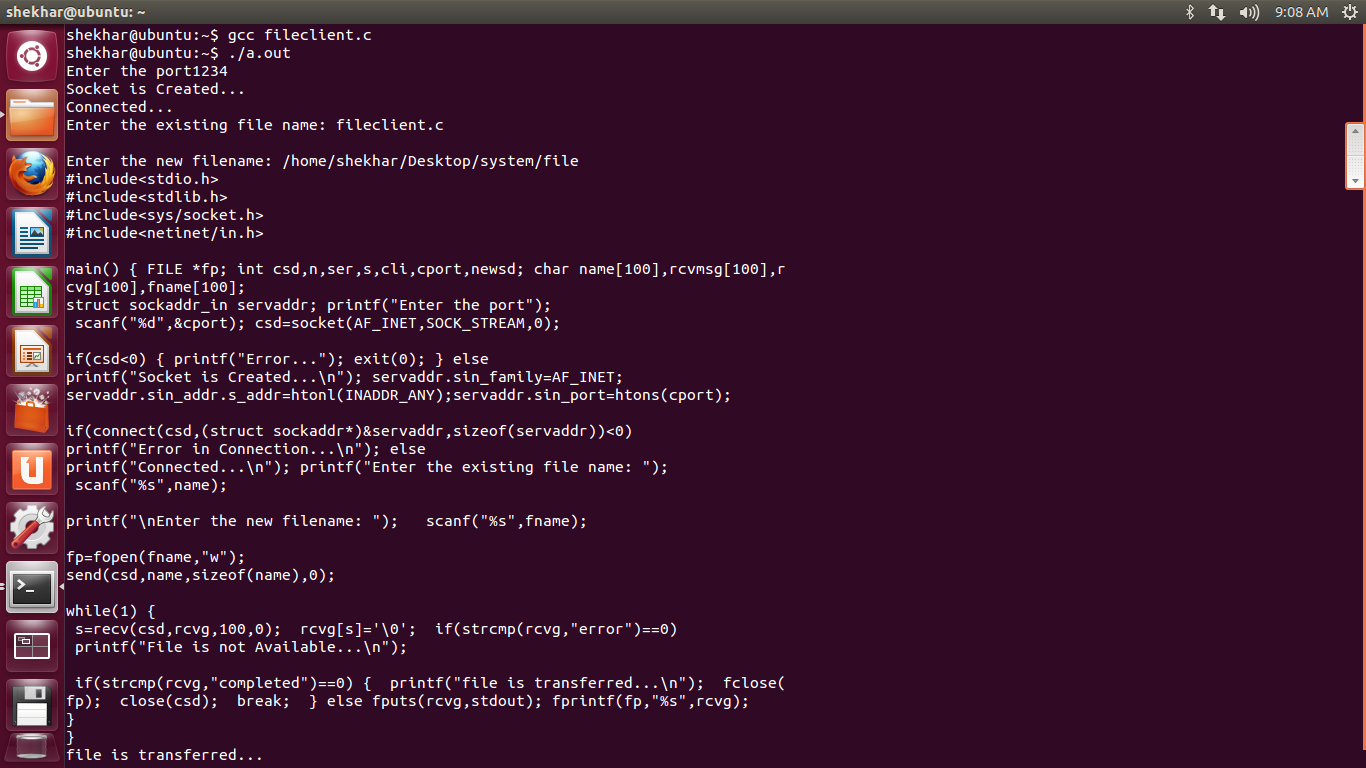 shekhar@ubuntu: ~
9:08 AM
shekhar@ubuntu:~$ gcc fileclient.c
shekhar@ubuntu:~$ ./a.out
Enter the port1234
Socket is Created...
Connected...
Enter the existing file name: fileclient.c
Enter the new filename: /home/shekhar/Desktop/system/file
#include<stdio.h>
#include<stdlib.h>
#include<sys/socket.h>
#include<netinet/in.h>
main() { FILE *fp; int csd,n,ser,s,cli,cport,newsd; char name[100],rcvmsg[100],r
cvg[100],fname[100];
struct sockaddr_in servaddr; printf("Enter the port");
 scanf("%d",&cport); csd=socket(AF_INET,SOCK_STREAM,0);
if(csd<0) { printf("Error..."); exit(0); } else
printf("Socket is Created...\n"); servaddr.sin_family=AF_INET;
servaddr.sin_addr.s_addr=htonl(INADDR_ANY);servaddr.sin_port=htons(cport);
if(connect(csd,(struct sockaddr*)&servaddr,sizeof(servaddr))<0)
printf("Error in Connection...\n"); else
printf("Connected...\n"); printf("Enter the existing file name: ");
 scanf("%s",name);
printf("\nEnter the new filename: ");   scanf("%s",fname);
fp=fopen(fname,"w");
send(csd,name,sizeof(name),0);
while(1) {
 s=recv(csd,rcvg,100,0);  rcvg[s]='\0';  if(strcmp(rcvg,"error")==0)
 printf("File is not Available...\n");
 if(strcmp(rcvg,"completed")==0) {  printf("file is transferred...\n");  fclose(
fp);  close(csd);  break;  } else fputs(rcvg,stdout); fprintf(fp,"%s",rcvg);
}
}
file is transferred...